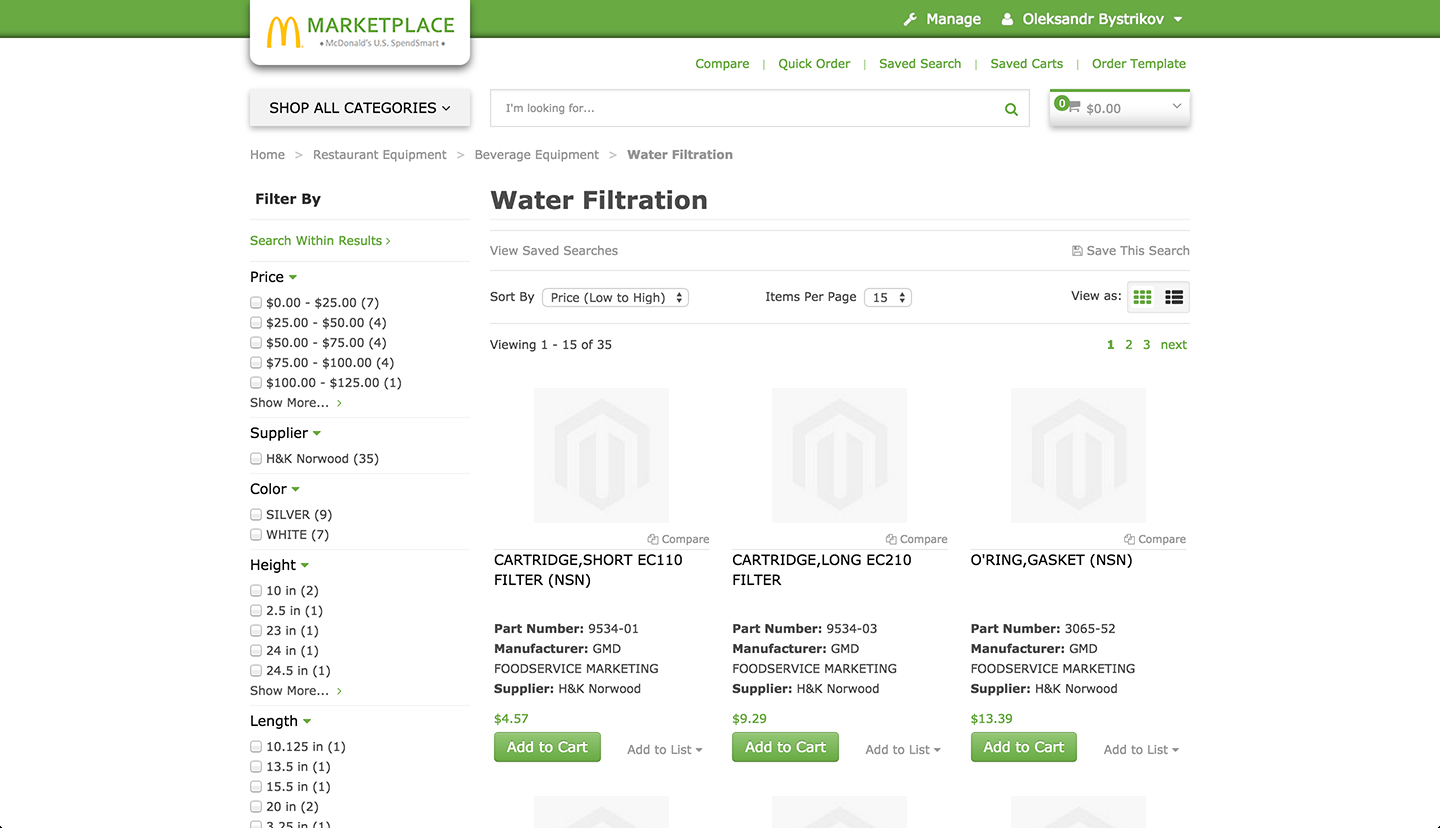 MARKETPLACE
• McDonald's U.S. SpendSmart •
Manage
Oleksandr Bystrikov
Compare | Quick Order | Saved Search | Saved Carts | Order Template
SHOP ALL CATEGORIES
I'm looking for...
0
$0.00
Home > Restaurant Equipment > Beverage Equipment > Water Filtration
Filter By
Search Within Results ›
Price
$0.00 - $25.00 (7)
$25.00 - $50.00 (4)
$50.00 - $75.00 (4)
$75.00 - $100.00 (4)
$100.00 - $125.00 (1)
Show More... ›
Supplier
H&K Norwood (35)
Color
SILVER (9)
WHITE (7)
Height
10 in (2)
2.5 in (1)
23 in (1)
24 in (1)
24.5 in (1)
Show More... ›
Length
10.125 in (1)
13.5 in (1)
15.5 in (1)
20 in (2)
3.25 in (1)
Water Filtration
View Saved Searches
Save This Search
Sort By Price (Low to High)
Items Per Page 15
View as:
Viewing 1 - 15 of 35
1 2 3 next
Compare
CARTRIDGE,SHORT EC110
FILTER (NSN)
Part Number: 9534-01
Manufacturer: GMD
FOODSERVICE MARKETING
Supplier: H&K Norwood
$4.57
Add to Cart
Add to List
Compare
CARTRIDGE,LONG EC210
FILTER
Part Number: 9534-03
Manufacturer: GMD
FOODSERVICE MARKETING
Supplier: H&K Norwood
$9.29
Add to Cart
Add to List
Compare
O'RING,GASKET (NSN)
Part Number: 3065-52
Manufacturer: GMD
FOODSERVICE MARKETING
Supplier: H&K Norwood
$13.39
Add to Cart
Add to List